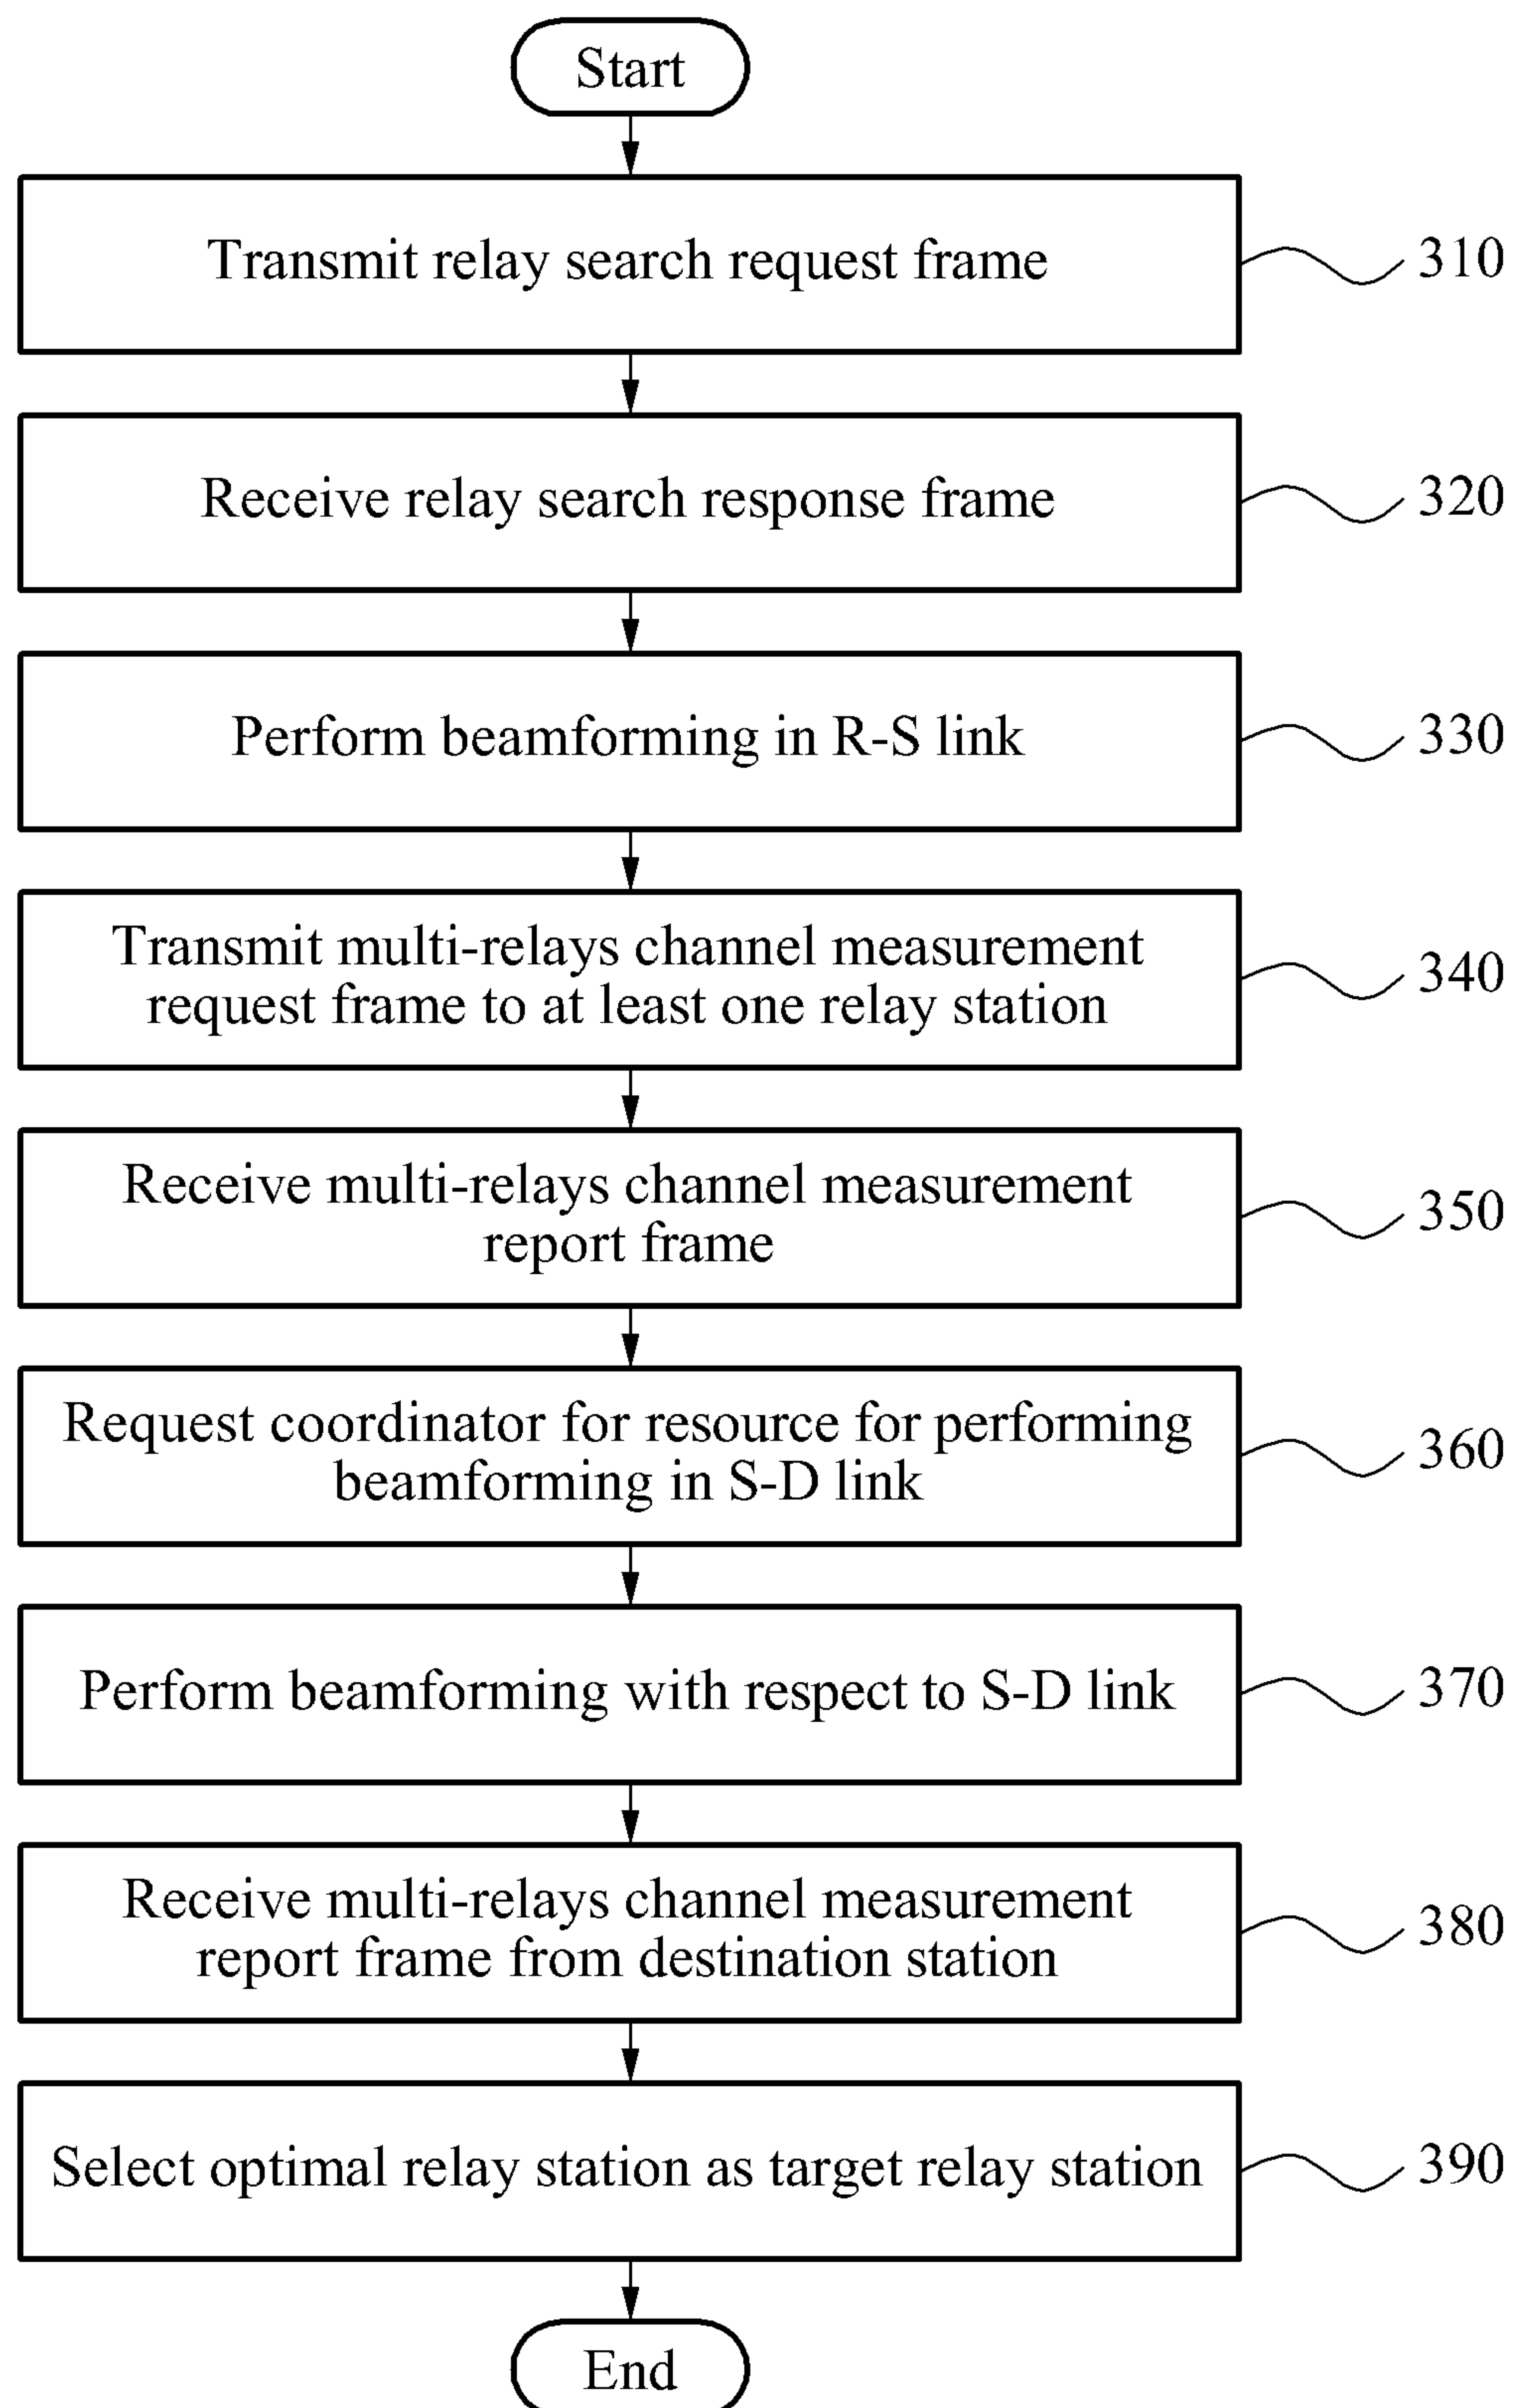 Start
Transmit relay search request frame
310
Receive relay search response frame
320
Perform beamforming in R-S link
330
Transmit multi-relays channel measurement
request frame to at least one relay station
340
Receive multi-relays channel measurement
report frame
350
Request coordinator for resource for performing
beamforming in S-D link
360
Perform beamforming with respect to S-D link
370
Receive multi-relays channel measurement
report frame from destination station
380
Select optimal relay station as target relay station
390
End